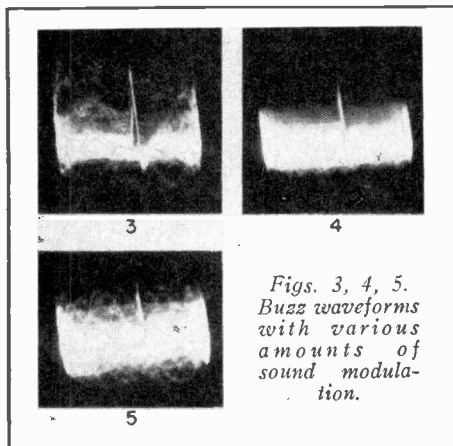 3
4
5
Figs. 3, 4, 5.
Buzz waveforms
with various
amounts of
sound modula-
tion.